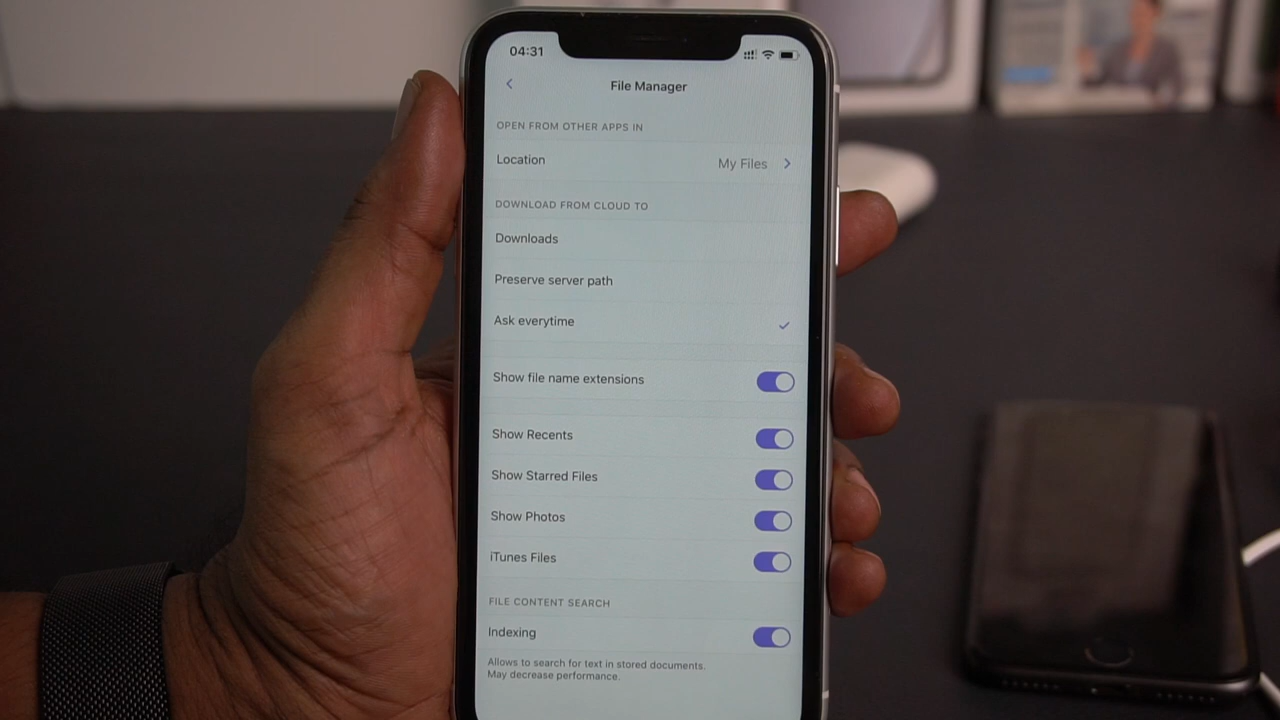 04:31
File Manager
OPEN FROM OTHER APPS IN
Location My Files
DOWNLOAD FROM CLOUD TO
Downloads
Preserve server path
Ask everytime
Show file name extensions
Show Recents
Show Starred Files
Show Photos
iTunes Files
FILE CONTENT SEARCH
Indexing
Allows to search for text in stored documents.
May decrease performance.